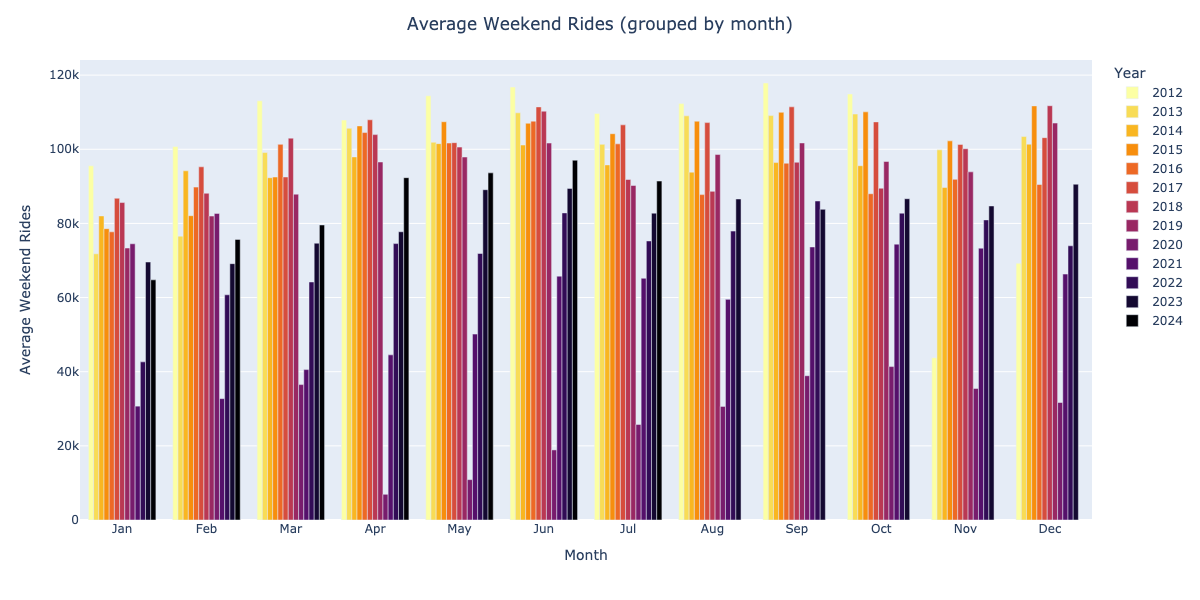 Average Weekend Rides (grouped by month)
120k
100k
80k
60k
40k
20k
0
Average Weekend Rides
Jan Feb Mar Apr May Jun Jul Aug Sep Oct Nov Dec
Month
Year
2012
2013
2014
2015
2016
2017
2018
2019
2020
2021
2022
2023
2024